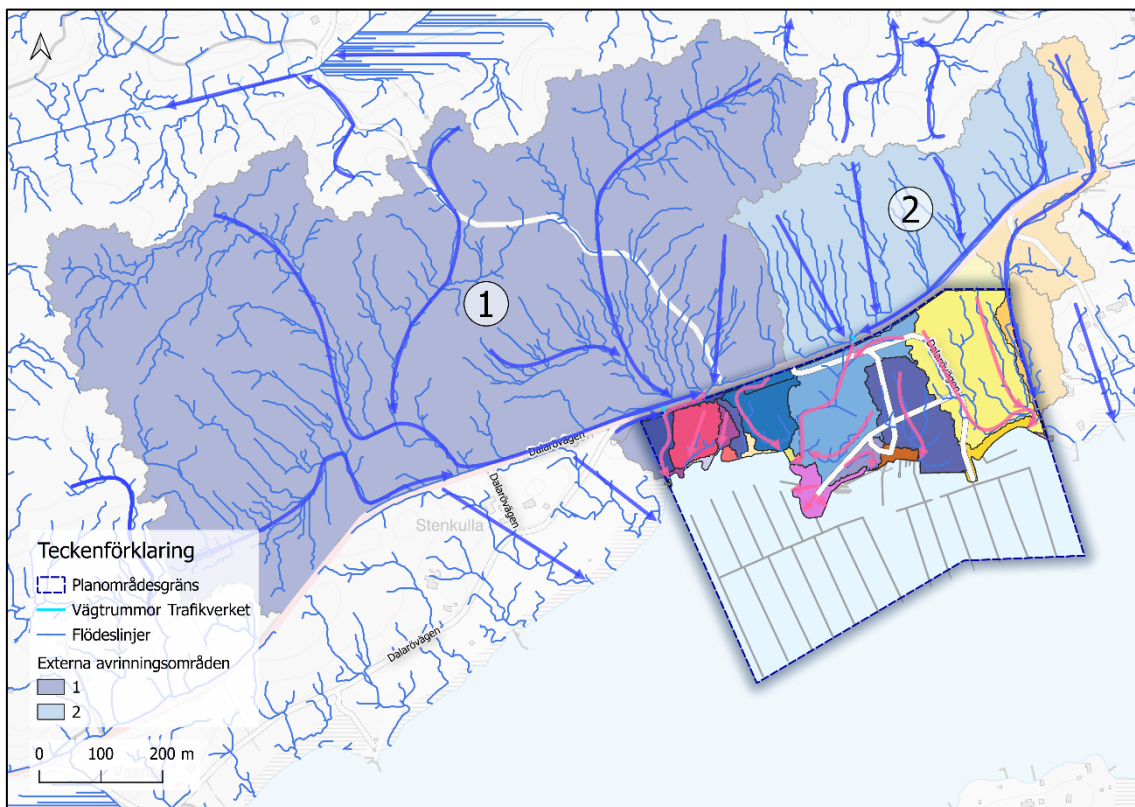 1
2
Dalarövägen
Dalarövägen
Dalarövägen
Stenkulla
Dalarövägen
Teckenförklaring
Planområdesgräns
Vägtrummor Trafikverket
Flödeslinjer
Externa avrinningsområden
1
2
0 100 200 m